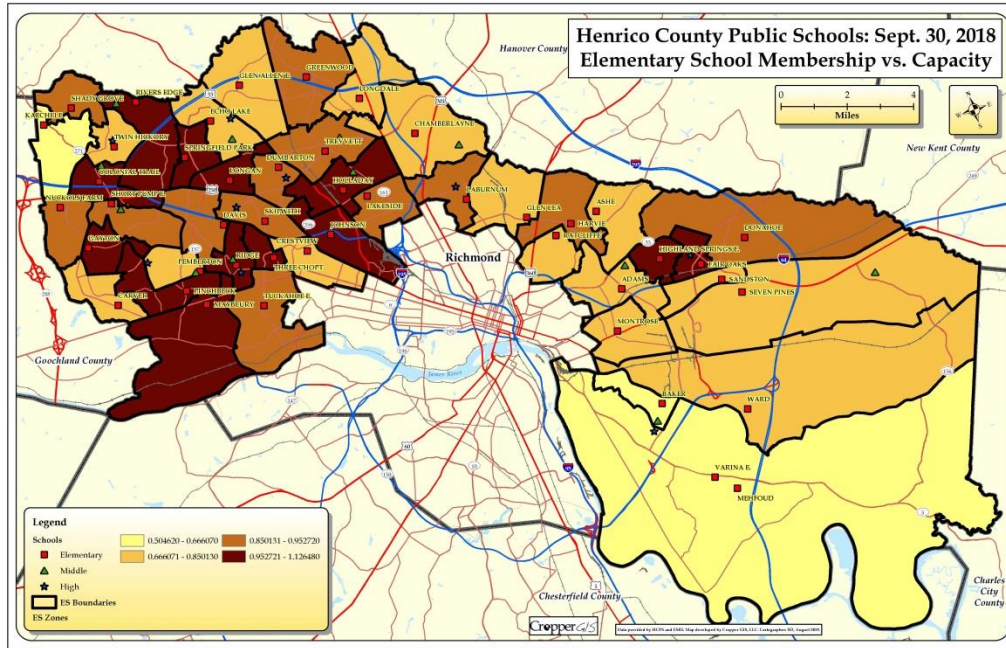 Henrico County Public Schools: Sept. 30, 2018
Elementary School Membership vs. Capacity
0 2 4
Miles
Hanover County
New Kent County
Goochland County
Chesterfield County
Charles
City
County
Richmond
James River
GREENWOOD
GLEN ALLEN E.
LONGDALE
RIVERS EDGE
SHADY GROVE
KAECHELE
ECHO LAKE
CHAMBERLAYNE
TWIN HICKORY
SPRINGFIELD PARK
TREVVETT
DUMBARTON
COLONIAL TRAIL
LONGAN
HOLLADAY
LAKESIDE
LABURNUM
SHORT PUMP E.
NUCKOLS FARM
DAVIS
SKIPWITH
JOHNSON
GLEN LEA
ASHE
HARVIE
RATCLIFFE
DONAHOE
GAYTON
CRESTVIEW
HIGHLAND SPRINGS E.
FAIR OAKS
PEMBERTON
RIDGE
THREE CHOPT
SANDSTON
ADAMS
SEVEN PINES
PINCHBECK
CARVER
MAYBEURY
TUCKAHOE E.
MONTROSE
BAKER
WARD
VARINA E.
MEHFOUD
Legend
Schools
Elementary
Middle
High
ES Boundaries
ES Zones
0.504620 - 0.666070
0.666071 - 0.850130
0.850131 - 0.952720
0.952721 - 1.126480
Cropper GIS